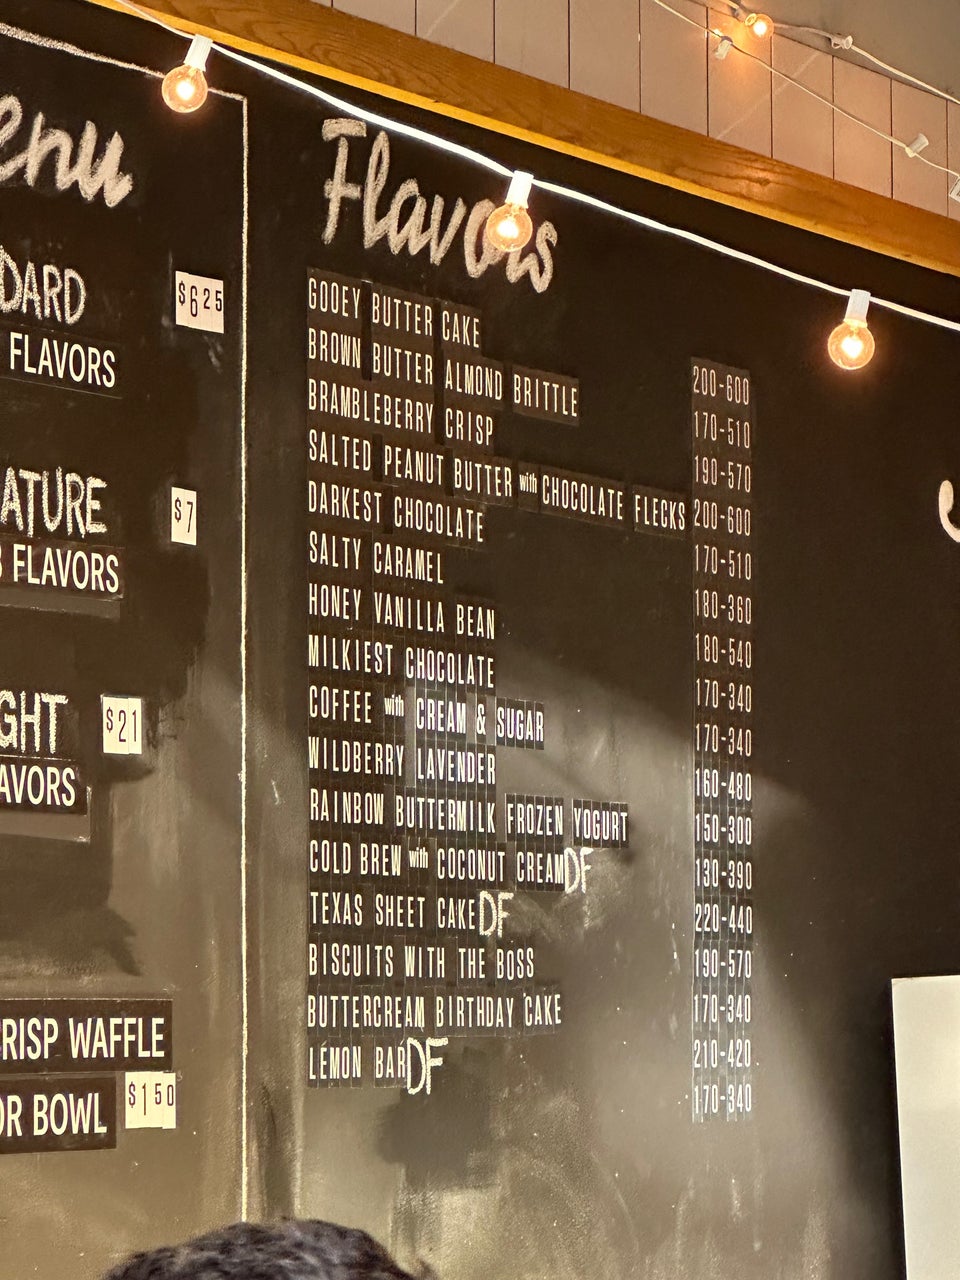 enu
DARD
$6 25
FLAVORS
ATURE
$7
FLAVORS
GHT
$21
AVORS
RISP WAFFLE
OR BOWL
$1 50
Flavors
GOOEY BUTTER CAKE
BROWN BUTTER ALMOND BRITTLE
BRAMBLEBERRY CRISP
SALTED PEANUT BUTTER with CHOCOLATE FLECKS
DARKEST CHOCOLATE
SALTY CARAMEL
HONEY VANILLA BEAN
MILKIEST CHOCOLATE
COFFEE with CREAM & SUGAR
WILDBERRY LAVENDER
RAINBOW BUTTERMILK FROZEN YOGURT
COLD BREW with COCONUT CREAM DF
TEXAS SHEET CAKE DF
BISCUITS WITH THE BOSS
BUTTERCREAM BIRTHDAY CAKE
LEMON BAR DF
200-600
170-510
190-570
200-600
170-510
180-360
180-540
170-340
170-340
160-480
150-300
130-390
220-440
190-570
170-340
210-420
170-340